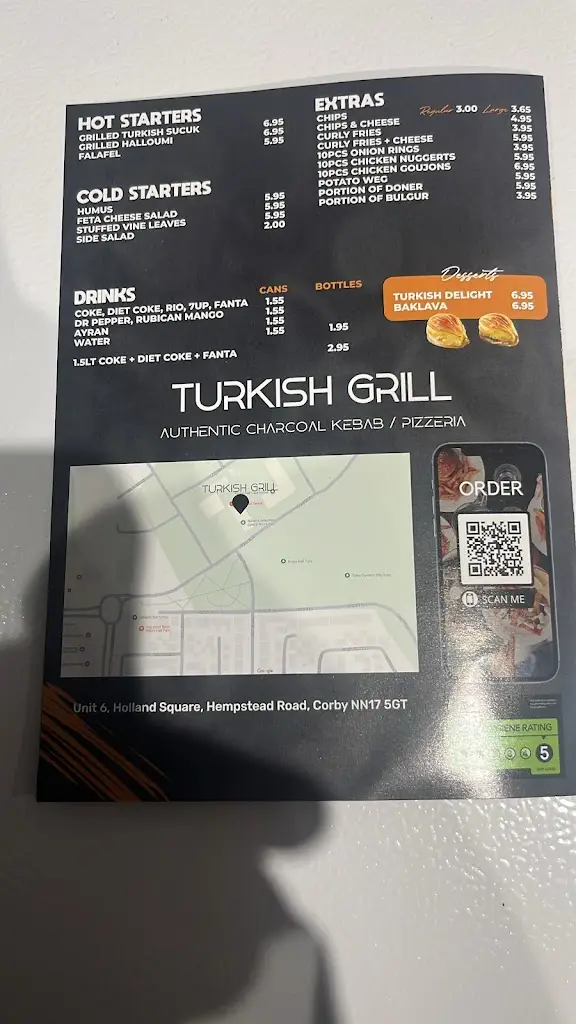 HOT STARTERS
GRILLED TURKISH SUCUK 6.95
GRILLED HALLOUMI 6.95
FALAFEL 5.95
COLD STARTERS
HUMUS 5.95
FETA CHEESE SALAD 5.95
STUFFED VINE LEAVES 5.95
SIDE SALAD 2.00
EXTRAS
CHIPS Regular 3.00 Large 3.65
CHIPS & CHEESE 4.95
CURLY FRIES 3.95
CURLY FRIES + CHEESE 5.95
10PCS ONION RINGS 3.95
10PCS CHICKEN NUGGERTS 5.95
10PCS CHICKEN GOUJONS 6.95
POTATO WEG 5.95
PORTION OF DONER 5.95
PORTION OF BULGUR 3.95
DRINKS CANS BOTTLES
COKE, DIET COKE, RIO, 7UP, FANTA 1.55
DR PEPPER, RUBICAN MANGO 1.55
AYRAN 1.55
WATER 1.55 1.95
1.5LT COKE + DIET COKE + FANTA 2.95
Desserts
TURKISH DELIGHT 6.95
BAKLAVA 6.95
TURKISH GRILL
AUTHENTIC CHARCOAL KEBAB / PIZZERIA
TURKISH GRILL
Google
ORDER
SCAN ME
Unit 6, Holland Square, Hempstead Road, Corby NN17 5GT
RATING
5